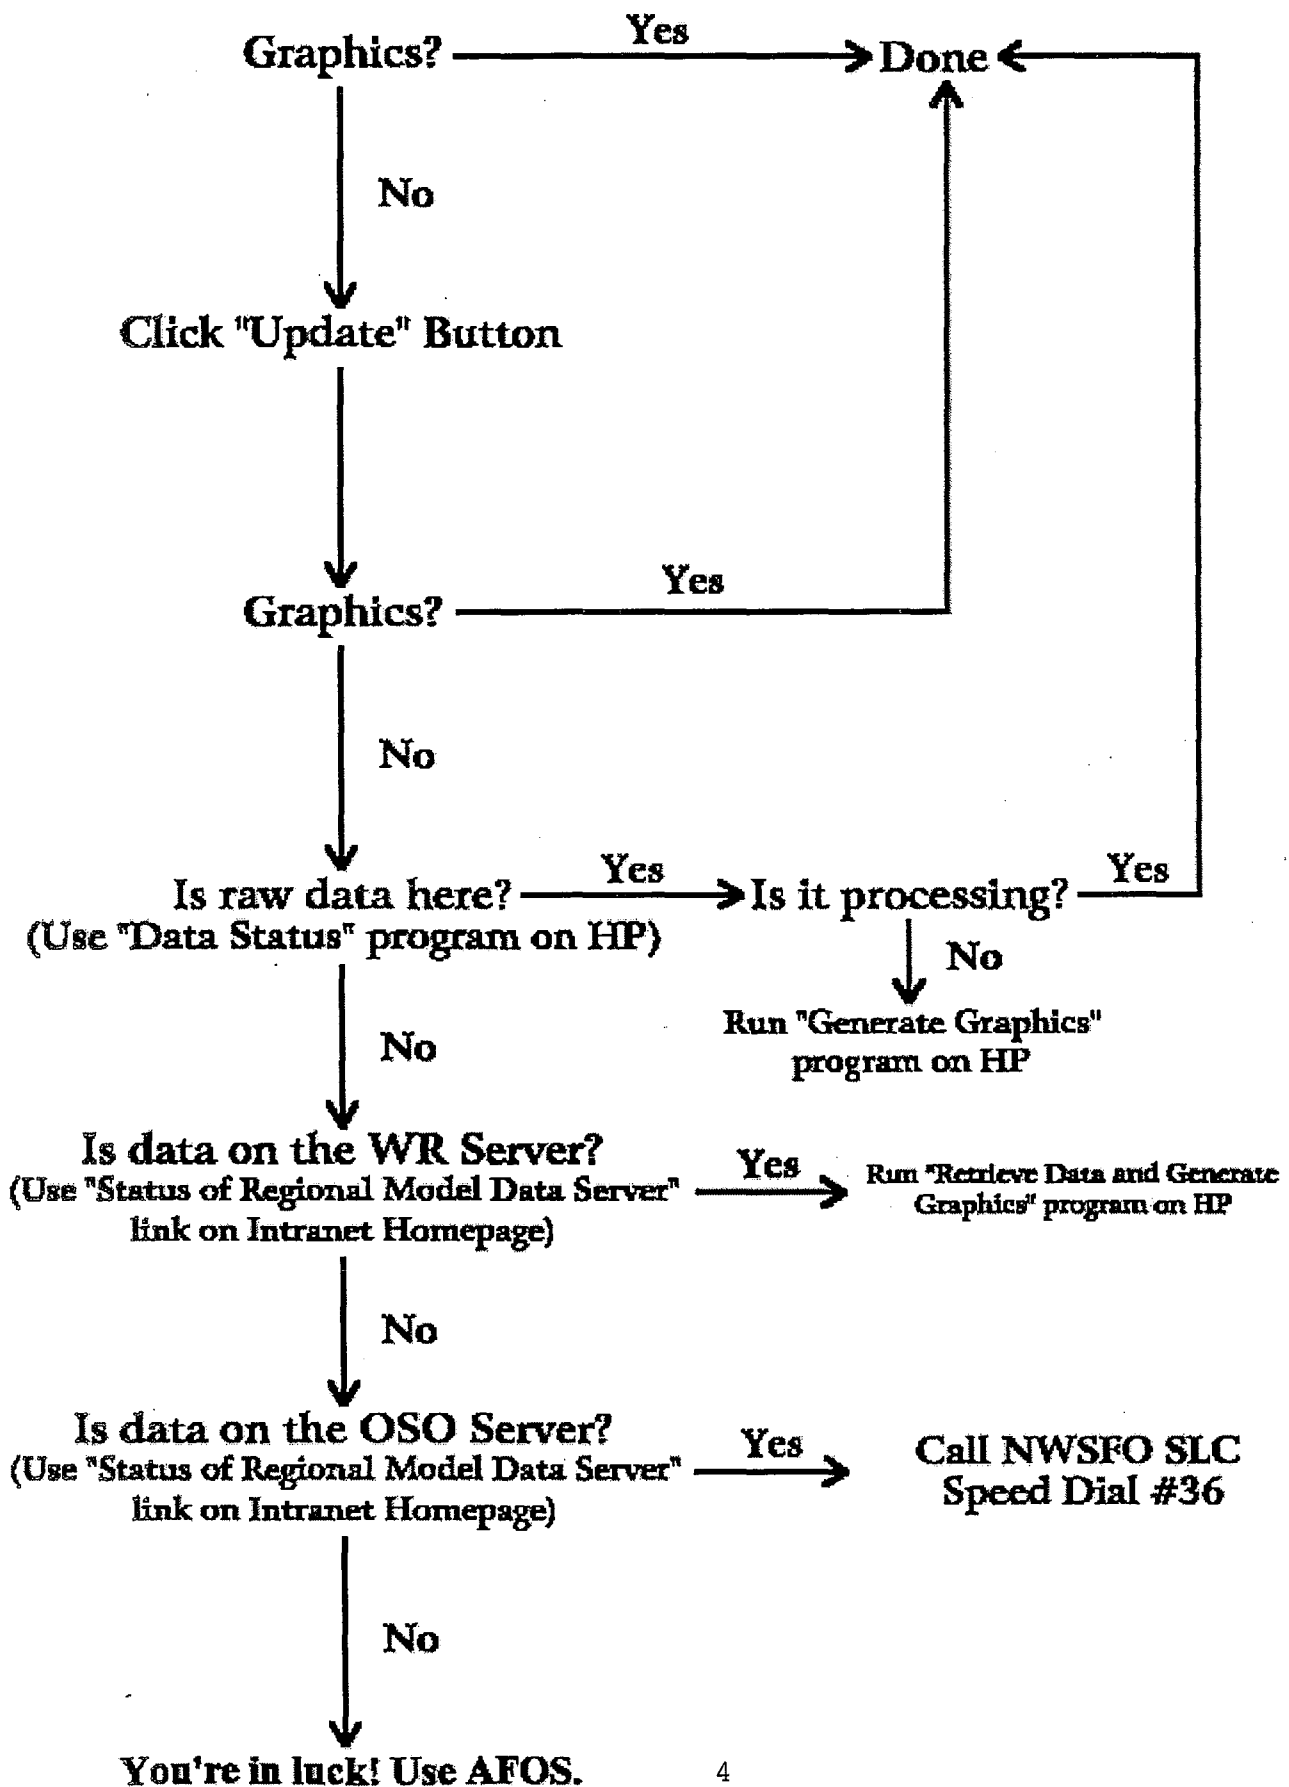 Graphics?
Yes
Done
No
Click "Update" Button
Graphics?
Yes
No
Is raw data here?
(Use "Data Status" program on HP)
Yes
Is it processing?
Yes
No
Run "Generate Graphics"
program on HP
No
Is data on the WR Server?
(Use "Status of Regional Model Data Server"
link on Intranet Homepage)
Yes
Run "Retrieve Data and Generate
Graphics" program on HP
No
Is data on the OSO Server?
(Use "Status of Regional Model Data Server"
link on Intranet Homepage)
Yes
Call NWSFO SLC
Speed Dial #36
No
You're in luck! Use AFOS.
4